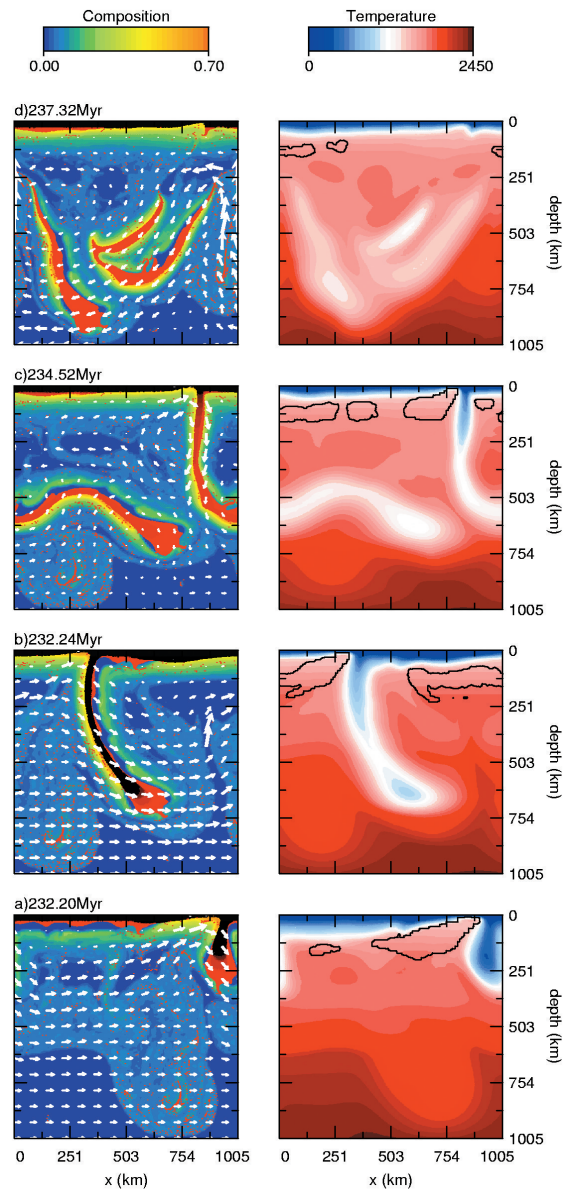 Composition Temperature
0.00 0.70 0 2450
d)237.32Myr
0
251
503
754
1005
depth (km)
c)234.52Myr
0
251
503
754
1005
depth (km)
b)232.24Myr
0
251
503
754
1005
depth (km)
a)232.20Myr
0
251
503
754
1005
depth (km)
0 251 503 754 1005 0 251 503 754 1005
x (km) x (km)